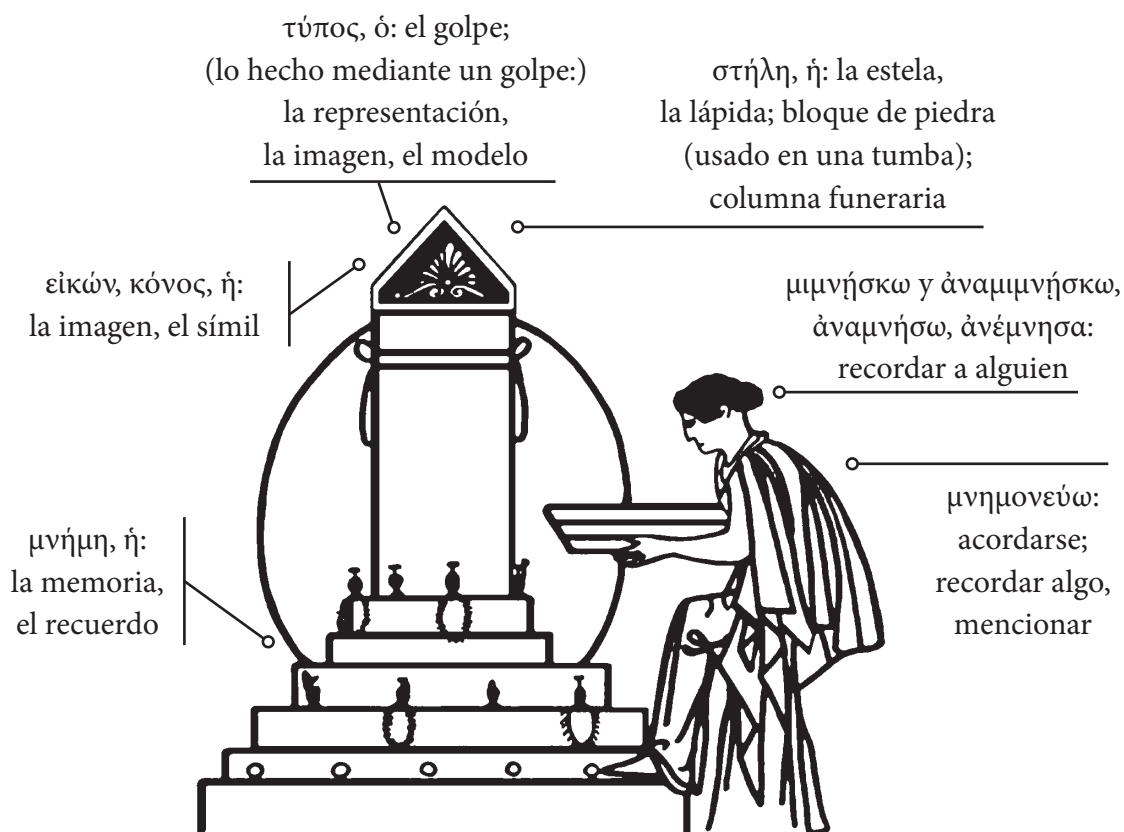 τύπος, ὁ: el golpe;
(lo hecho mediante un golpe:)
la representación,
la imagen, el modelo
στήλη, ἡ: la estela,
la lápida; bloque de piedra
(usado en una tumba);
columna funeraria
εἰκών, κόνος, ἡ:
la imagen, el símil
μιμνῄσκω y ἀναμιμνῄσκω,
ἀναμνήσω, ἀνέμνησα:
recordar a alguien
μνήμη, ἡ:
la memoria,
el recuerdo
μνημονεύω:
acordarse;
recordar algo,
mencionar